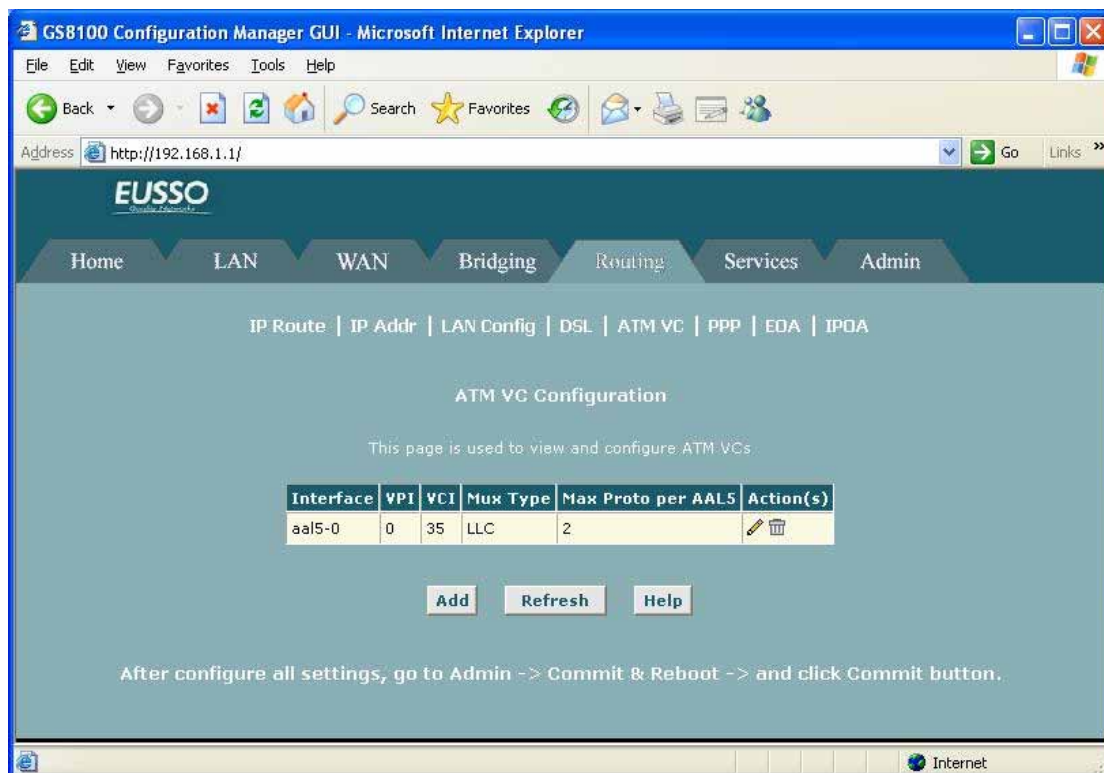 GS8100 Configuration Manager GUI - Microsoft Internet Explorer
File Edit View Favorites Tools Help
Back Search Favorites
Address http://192.168.1.1/ Go Links »
EUSSO
Quality Networks
Home LAN WAN Bridging Routing Services Admin
IP Route | IP Addr | LAN Config | DSL | ATM VC | PPP | EOA | IPOA
ATM VC Configuration
This page is used to view and configure ATM VCs
Interface VPI VCI Mux Type Max Proto per AAL5 Action(s)
aal5-0 0 35 LLC 2
Add Refresh Help
After configure all settings, go to Admin -> Commit & Reboot -> and click Commit button.
Internet